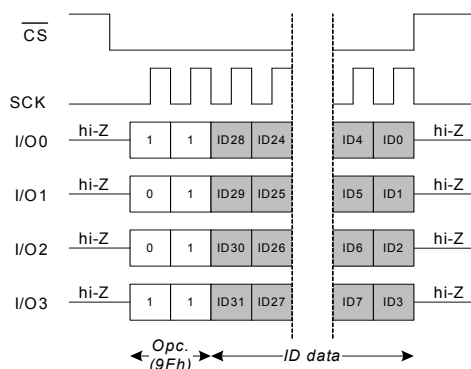 CS
SCK
hi-Z hi-Z
I/O0 1 1 ID28 ID24 ID4 ID0
hi-Z hi-Z
I/O1 0 1 ID29 ID25 ID5 ID1
hi-Z hi-Z
I/O2 0 1 ID30 ID26 ID6 ID2
hi-Z hi-Z
I/O3 1 1 ID31 ID27 ID7 ID3
Opc. ID data
(9Fh)